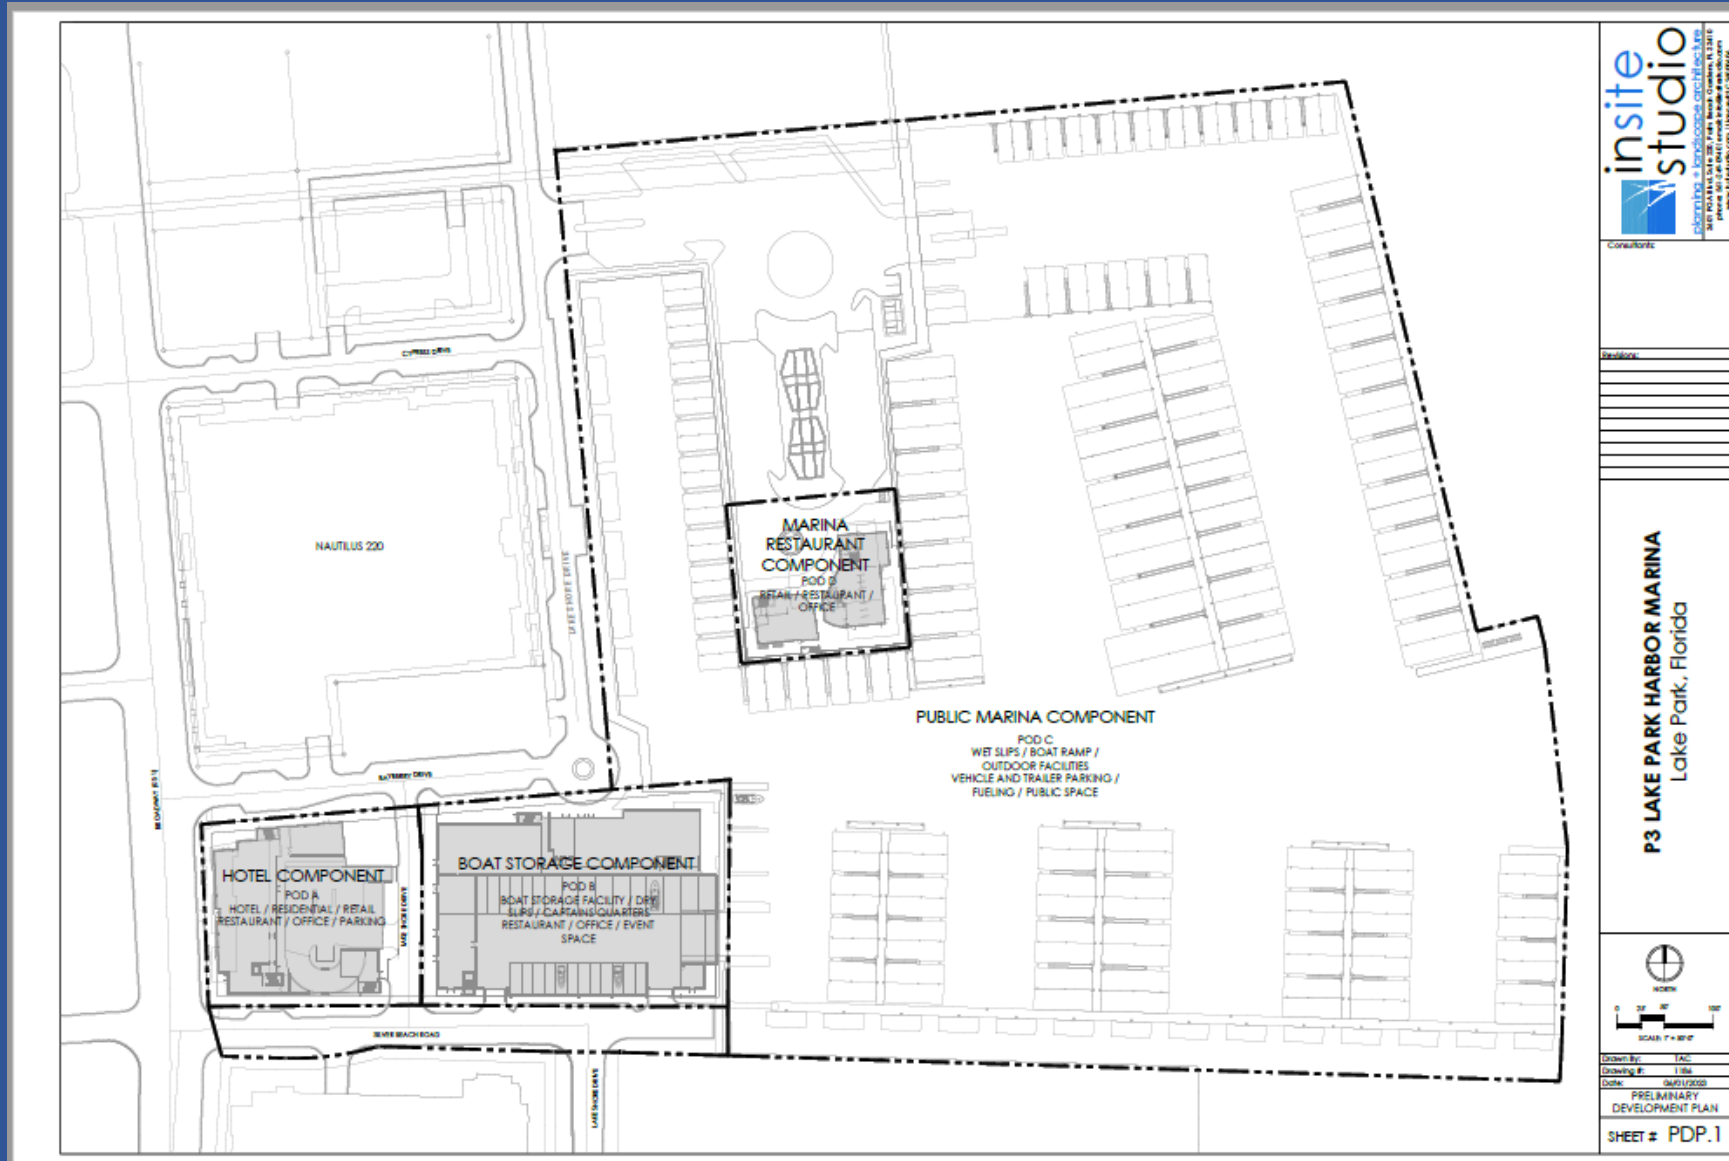 CYPRESS DRIVE
NAUTILUS 220
LAKE SHORE DRIVE
MARINA
RESTAURANT
COMPONENT
POD D
RETAIL / RESTAURANT /
OFFICE
PUBLIC MARINA COMPONENT
POD C
WET SLIPS / BOAT RAMP /
OUTDOOR FACILITIES
VEHICLE AND TRAILER PARKING /
FUELING / PUBLIC SPACE
BAYBERRY DRIVE
HOTEL COMPONENT
POD A
HOTEL / RESIDENTIAL / RETAIL
RESTAURANT / OFFICE / PARKING
LAKE SHORE DRIVE
BOAT STORAGE COMPONENT
POD B
BOAT STORAGE FACILITY / DRY
SLIPS / CAPTAINS QUARTERS
RESTAURANT / OFFICE / EVENT
SPACE
SILVER BEACH ROAD
LAKE SHORE DRIVE
insite
studio
planning + landscape architecture
Consultants:
Revisions:
P3 LAKE PARK HARBOR MARINA
Lake Park, Florida
NORTH
Drawn By: TAC
Drawing #:
Date:
PRELIMINARY
DEVELOPMENT PLAN
SHEET # PDP.1